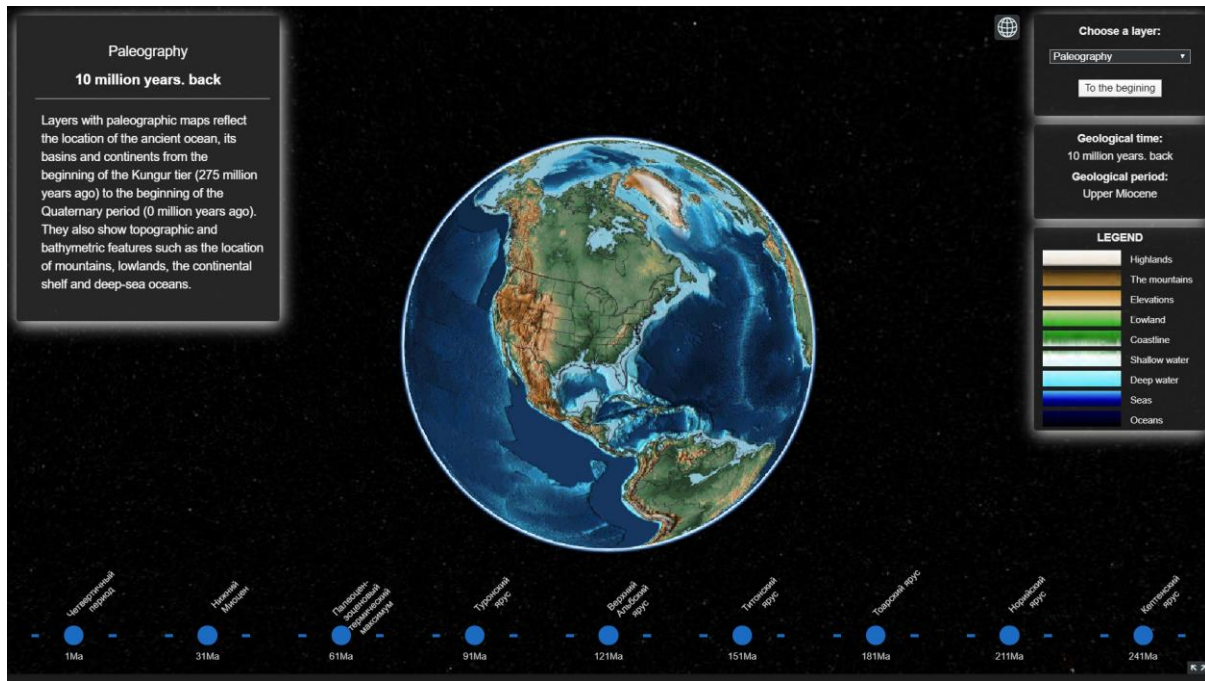 Paleography
10 million years. back
Layers with paleographic maps reflect
the location of the ancient ocean, its
basins and continents from the
beginning of the Kungur tier (275 million
years ago) to the beginning of the
Quaternary period (0 million years ago).
They also show topographic and
bathymetric features such as the location
of mountains, lowlands, the continental
shelf and deep-sea oceans.
Choose a layer:
Paleography
To the begining
Geological time:
10 million years. back
Geological period:
Upper Miocene
LEGEND
Highlands
The mountains
Elevations
Lowland
Coastline
Shallow water
Deep water
Seas
Oceans
Четвертичный
период
1Ma
Нижний
Миоцен
31Ma
Палеоцен-
эоценовый
термический
максимум
61Ma
Туронский
ярус
91Ma
Верхний
Альбский
ярус
121Ma
Титонский
ярус
151Ma
Тоарский ярус
181Ma
Норийский
ярус
211Ma
Кептенский
ярус
241Ma